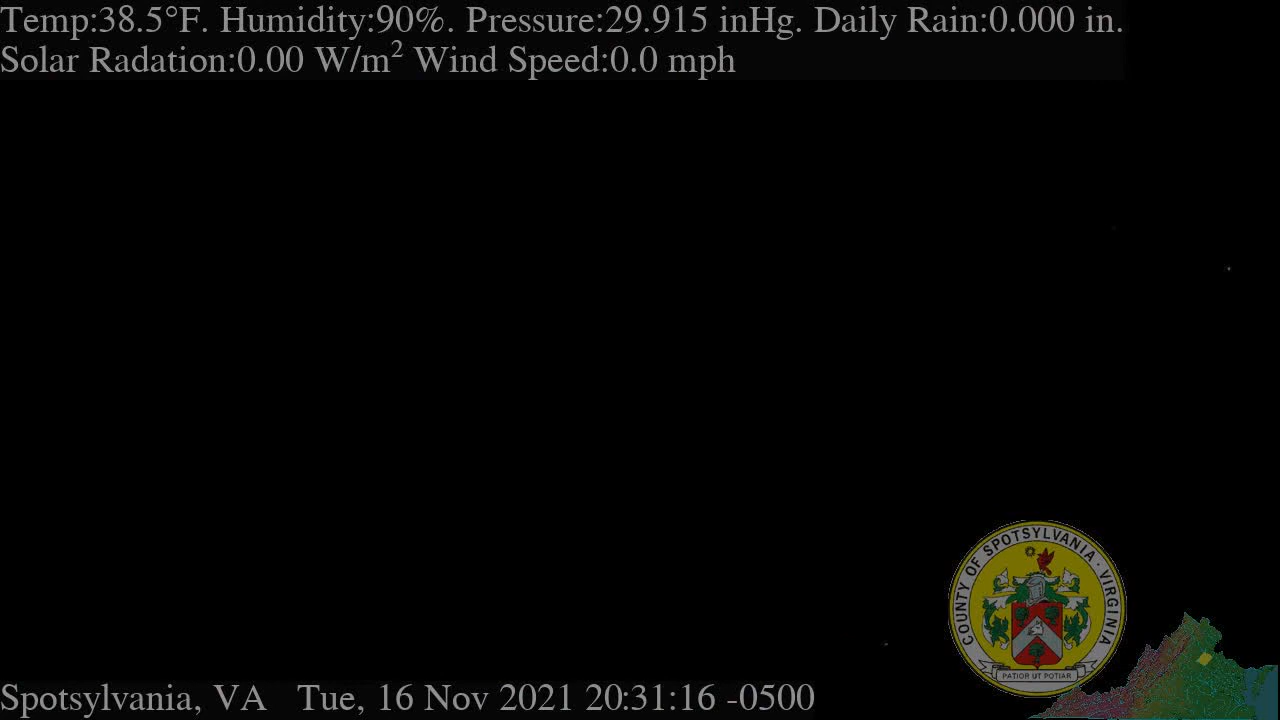 Temp:38.5°F. Humidity:90%. Pressure:29.915 inHg. Daily Rain:0.000 in.
Solar Radation:0.00 W/m² Wind Speed:0.0 mph
COUNTY OF SPOTSYLVANIA · VIRGINIA
PATIOR UT POTIAR
Spotsylvania, VA Tue, 16 Nov 2021 20:31:16 -0500